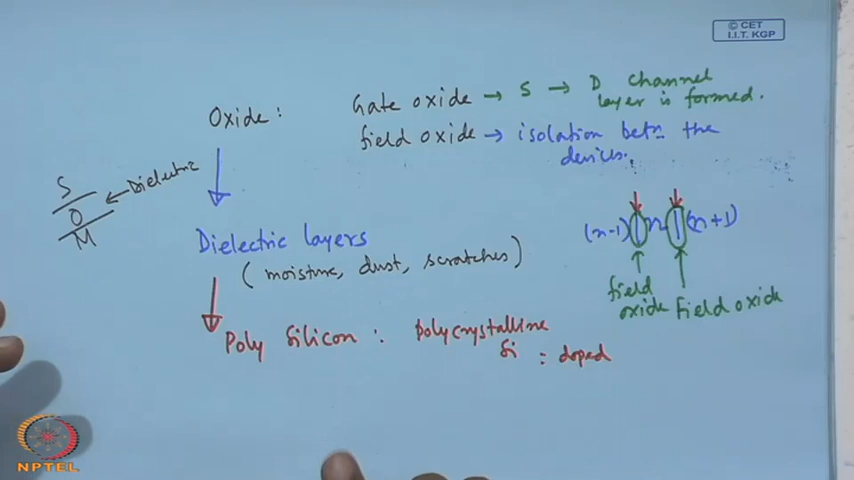 © CET
I.I.T. KGP
Oxide :
Gate oxide → S → D channel
layer is formed.
field oxide → isolation betn the
devices.
S
O
M
Dielectric
Dielectric layers
(moisture, dust, scratches)
(n-1) n (n+1)
field
oxide
field oxide
Poly Silicon : polycrystalline
Si : doped
NPTEL